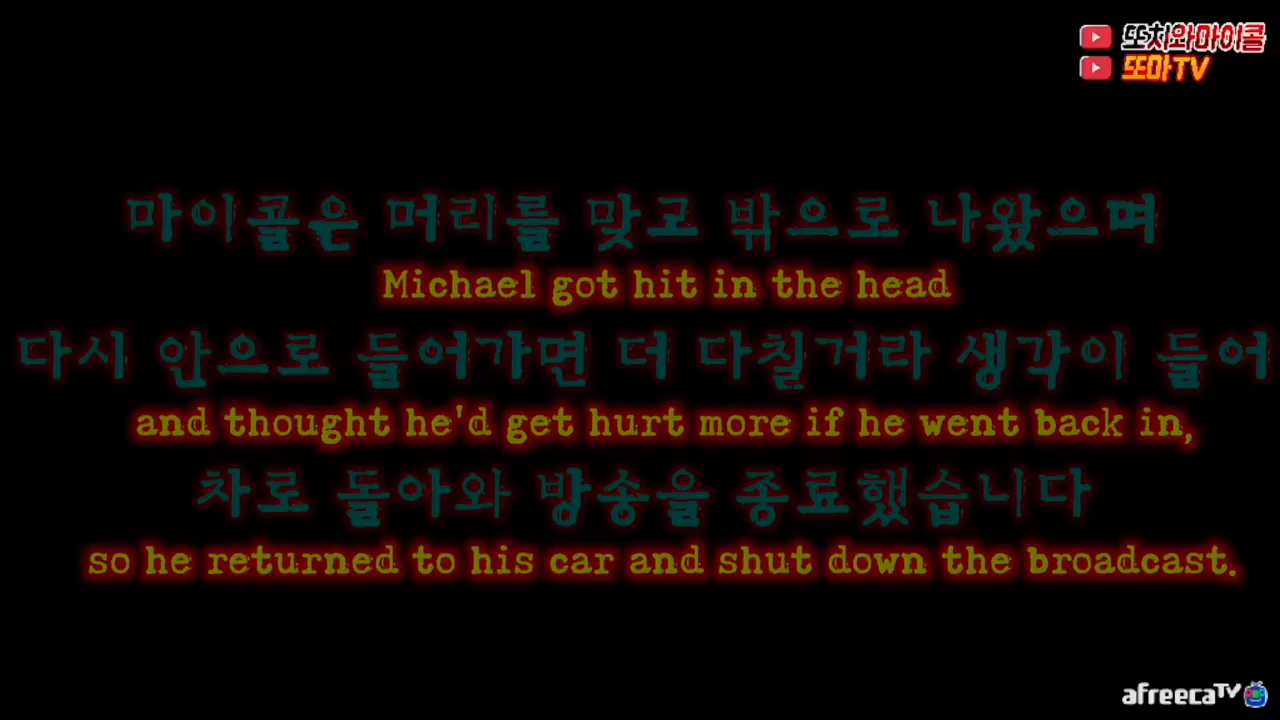 또치와마이콜
또마TV
마이콜은 머리를 맞고 밖으로 나왔으며
Michael got hit in the head
다시 안으로 들어가면 더 다칠거라 생각이 들어
and thought he'd get hurt more if he went back in,
차로 돌아와 방송을 종료했습니다
so he returned to his car and shut down the broadcast.
afreecaTV